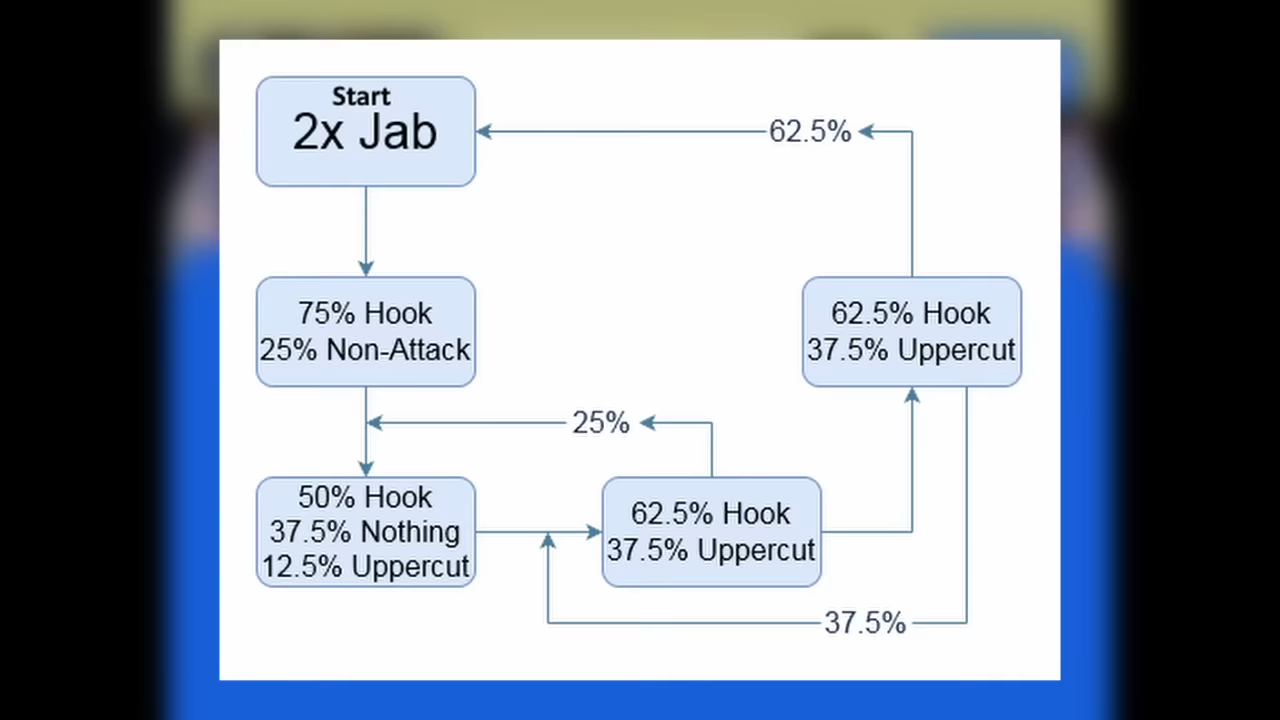 Start
2x Jab
62.5%
75% Hook
25% Non-Attack
62.5% Hook
37.5% Uppercut
25%
50% Hook
37.5% Nothing
12.5% Uppercut
62.5% Hook
37.5% Uppercut
37.5%